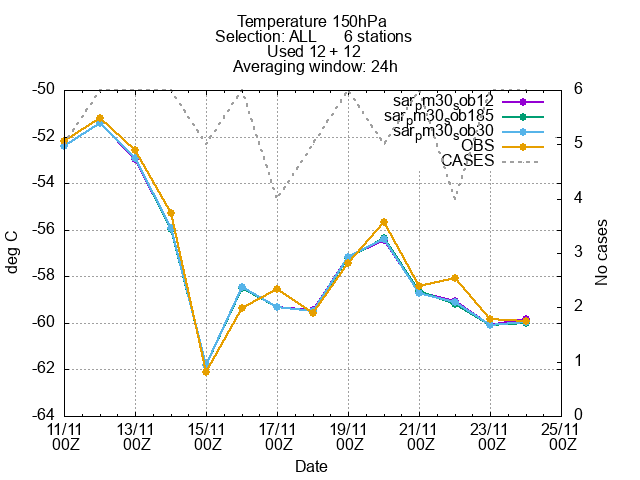 Temperature 150hPa
Selection: ALL 6 stations
Used 12 + 12
Averaging window: 24h
sar_pm30_sob12
sar_pm30_sob185
sar_pm30_sob30
OBS
CASES
-50
-52
-54
-56
-58
-60
-62
-64
deg C
6
5
4
3
2
1
0
No cases
11/11 13/11 15/11 17/11 19/11 21/11 23/11 25/11
00Z 00Z 00Z 00Z 00Z 00Z 00Z 00Z
Date